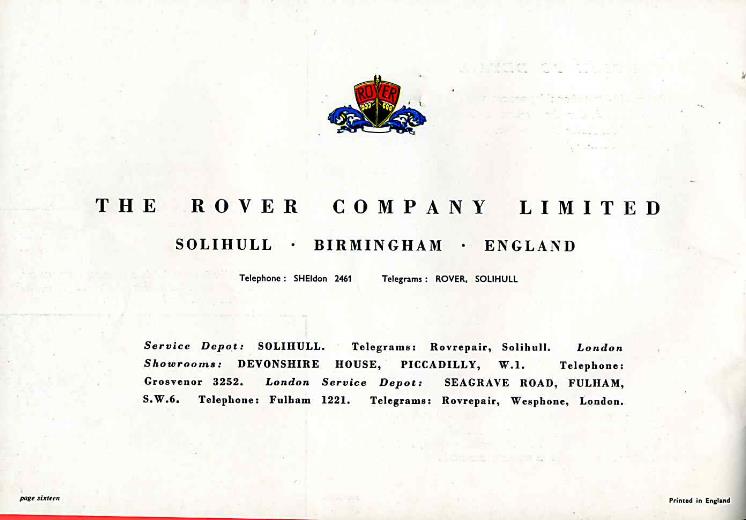 ROVER
THE ROVER COMPANY LIMITED
SOLIHULL · BIRMINGHAM · ENGLAND
Telephone: SHEldon 2461 Telegrams: ROVER, SOLIHULL
Service Depot: SOLIHULL. Telegrams: Rovrepair, Solihull. London
Showrooms: DEVONSHIRE HOUSE, PICCADILLY, W.1. Telephone:
Grosvenor 3252. London Service Depot: SEAGRAVE ROAD, FULHAM,
S.W.6. Telephone: Fulham 1221. Telegrams: Rovrepair, Wesphone, London.
page sixteen
Printed in England